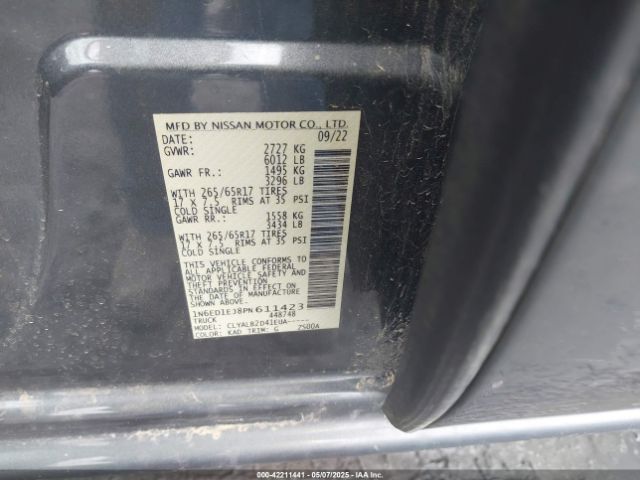 MFD BY NISSAN MOTOR CO., LTD.
DATE: 09/22
GVWR: 2727 KG
6012 LB
GAWR FR: 1495 KG
3296 LB
WITH 265/65R17 TIRES
17 X 7.5 RIMS AT 35 PSI
COLD SINGLE
GAWR RR: 1558 KG
3434 LB
WITH 265/65R17 TIRES
17 X 7.5 RIMS AT 35 PSI
COLD SINGLE
THIS VEHICLE CONFORMS TO
ALL APPLICABLE FEDERAL
MOTOR VEHICLE SAFETY AND
THEFT PREVENTION
STANDARDS IN EFFECT ON THE
DATE OF MANUFACTURE
SHOWN ABOVE.
1N6ED1EJ8PN611423
TRUCK 448748
MODEL: CLYALBZD41EUA-----
COLOR: KAD TRIM: G 2500A
000-42211441 - 05/07/2025 - IAAI.com